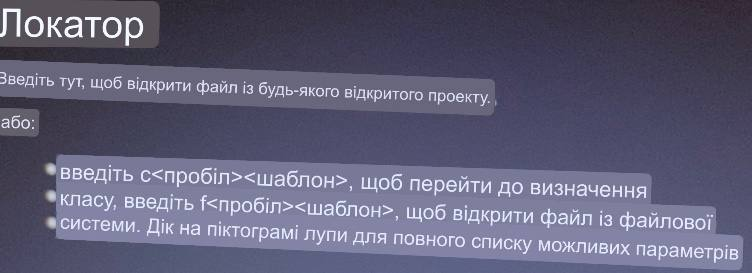 Локатор
Введіть тут, щоб відкрити файл із будь-якого відкритого проекту.
або:
введіть c<пробіл><шаблон>, щоб перейти до визначення
класу, введіть f<пробіл><шаблон>, щоб відкрити файл із файлової
системи. Дік на піктограмі лупи для повного списку можливих параметрів